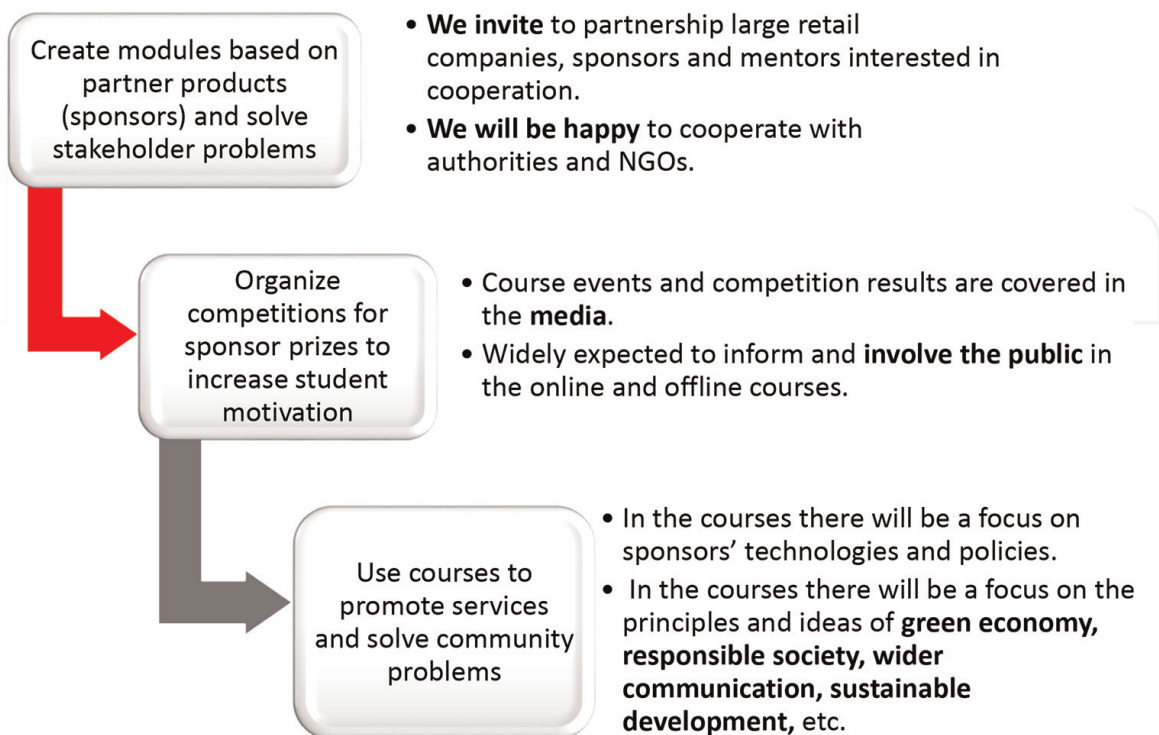 Create modules based on
partner products
(sponsors) and solve
stakeholder problems
• We invite to partnership large retail
companies, sponsors and mentors interested in
cooperation.
• We will be happy to cooperate with
authorities and NGOs.
Organize
competitions for
sponsor prizes to
increase student
motivation
• Course events and competition results are covered in
the media.
• Widely expected to inform and involve the public in
the online and offline courses.
Use courses to
promote services
and solve community
problems
• In the courses there will be a focus on
sponsors’ technologies and policies.
• In the courses there will be a focus on the
principles and ideas of green economy,
responsible society, wider
communication, sustainable
development, etc.